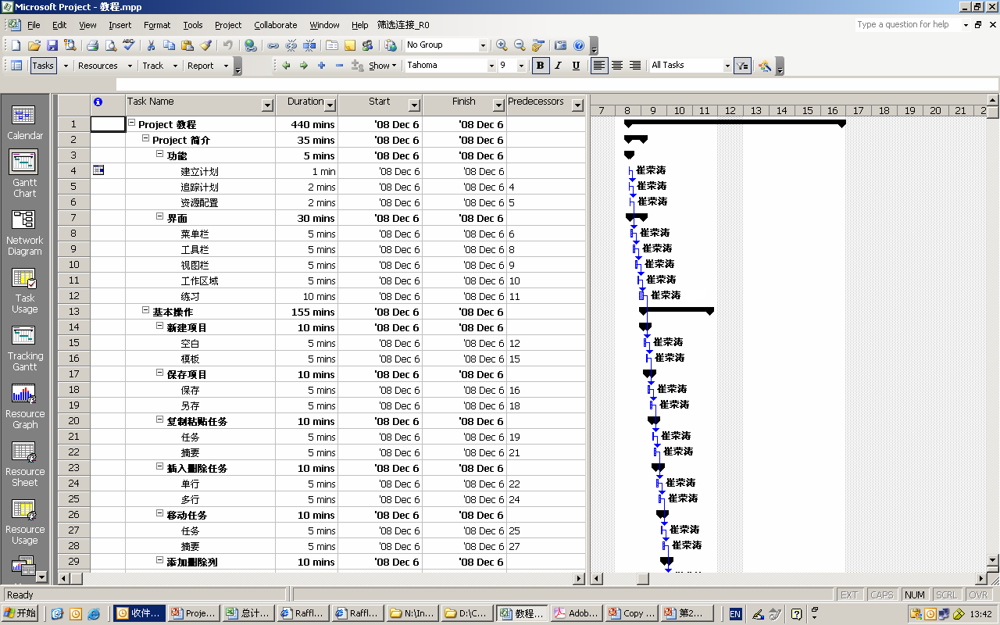 Microsoft Project - 教程.mpp
File Edit View Insert Format Tools Project Collaborate Window Help 筛选连接_R0 Type a question for help
No Group
Tasks Resources Track Report Show Tahoma 9 B I U All Tasks
Task Name Duration Start Finish Predecessors 7 8 9 10 11 12 13 14 15 16 17 18 19 20 21 2
1 Project 教程 440 mins '08 Dec 6 '08 Dec 6
2 Project 简介 35 mins '08 Dec 6 '08 Dec 6
3 功能 5 mins '08 Dec 6 '08 Dec 6
4 建立计划 1 min '08 Dec 6 '08 Dec 6 崔荣涛
5 追踪计划 2 mins '08 Dec 6 '08 Dec 6 4 崔荣涛
6 资源配置 2 mins '08 Dec 6 '08 Dec 6 5 崔荣涛
7 界面 30 mins '08 Dec 6 '08 Dec 6
8 菜单栏 5 mins '08 Dec 6 '08 Dec 6 6 崔荣涛
9 工具栏 5 mins '08 Dec 6 '08 Dec 6 8 崔荣涛
10 视图栏 5 mins '08 Dec 6 '08 Dec 6 9 崔荣涛
11 工作区域 5 mins '08 Dec 6 '08 Dec 6 10 崔荣涛
12 练习 10 mins '08 Dec 6 '08 Dec 6 11 崔荣涛
13 基本操作 155 mins '08 Dec 6 '08 Dec 6
14 新建项目 10 mins '08 Dec 6 '08 Dec 6
15 空白 5 mins '08 Dec 6 '08 Dec 6 12 崔荣涛
16 模板 5 mins '08 Dec 6 '08 Dec 6 15 崔荣涛
17 保存项目 10 mins '08 Dec 6 '08 Dec 6
18 保存 5 mins '08 Dec 6 '08 Dec 6 16 崔荣涛
19 另存 5 mins '08 Dec 6 '08 Dec 6 18 崔荣涛
20 复制粘贴任务 10 mins '08 Dec 6 '08 Dec 6
21 任务 5 mins '08 Dec 6 '08 Dec 6 19 崔荣涛
22 摘要 5 mins '08 Dec 6 '08 Dec 6 21 崔荣涛
23 插入删除任务 10 mins '08 Dec 6 '08 Dec 6
24 单行 5 mins '08 Dec 6 '08 Dec 6 22 崔荣涛
25 多行 5 mins '08 Dec 6 '08 Dec 6 24 崔荣涛
26 移动任务 10 mins '08 Dec 6 '08 Dec 6
27 任务 5 mins '08 Dec 6 '08 Dec 6 25 崔荣涛
28 摘要 5 mins '08 Dec 6 '08 Dec 6 27 崔荣涛
29 添加删除列 10 mins '08 Dec 6 '08 Dec 6
Calendar
Gantt
Chart
Network
Diagram
Task
Usage
Tracking
Gantt
Resource
Graph
Resource
Sheet
Resource
Usage
Ready EXT CAPS NUM SCRL OVR
开始 收件... Proje... 总计... Raffl... Raffl... N:\In... D:\C... 教程... Adob... Copy ... 第2... EN 13:42